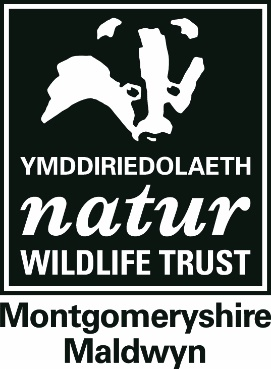 YMDDIRIEDOLAETH
natur
WILDLIFE TRUST
Montgomeryshire
Maldwyn